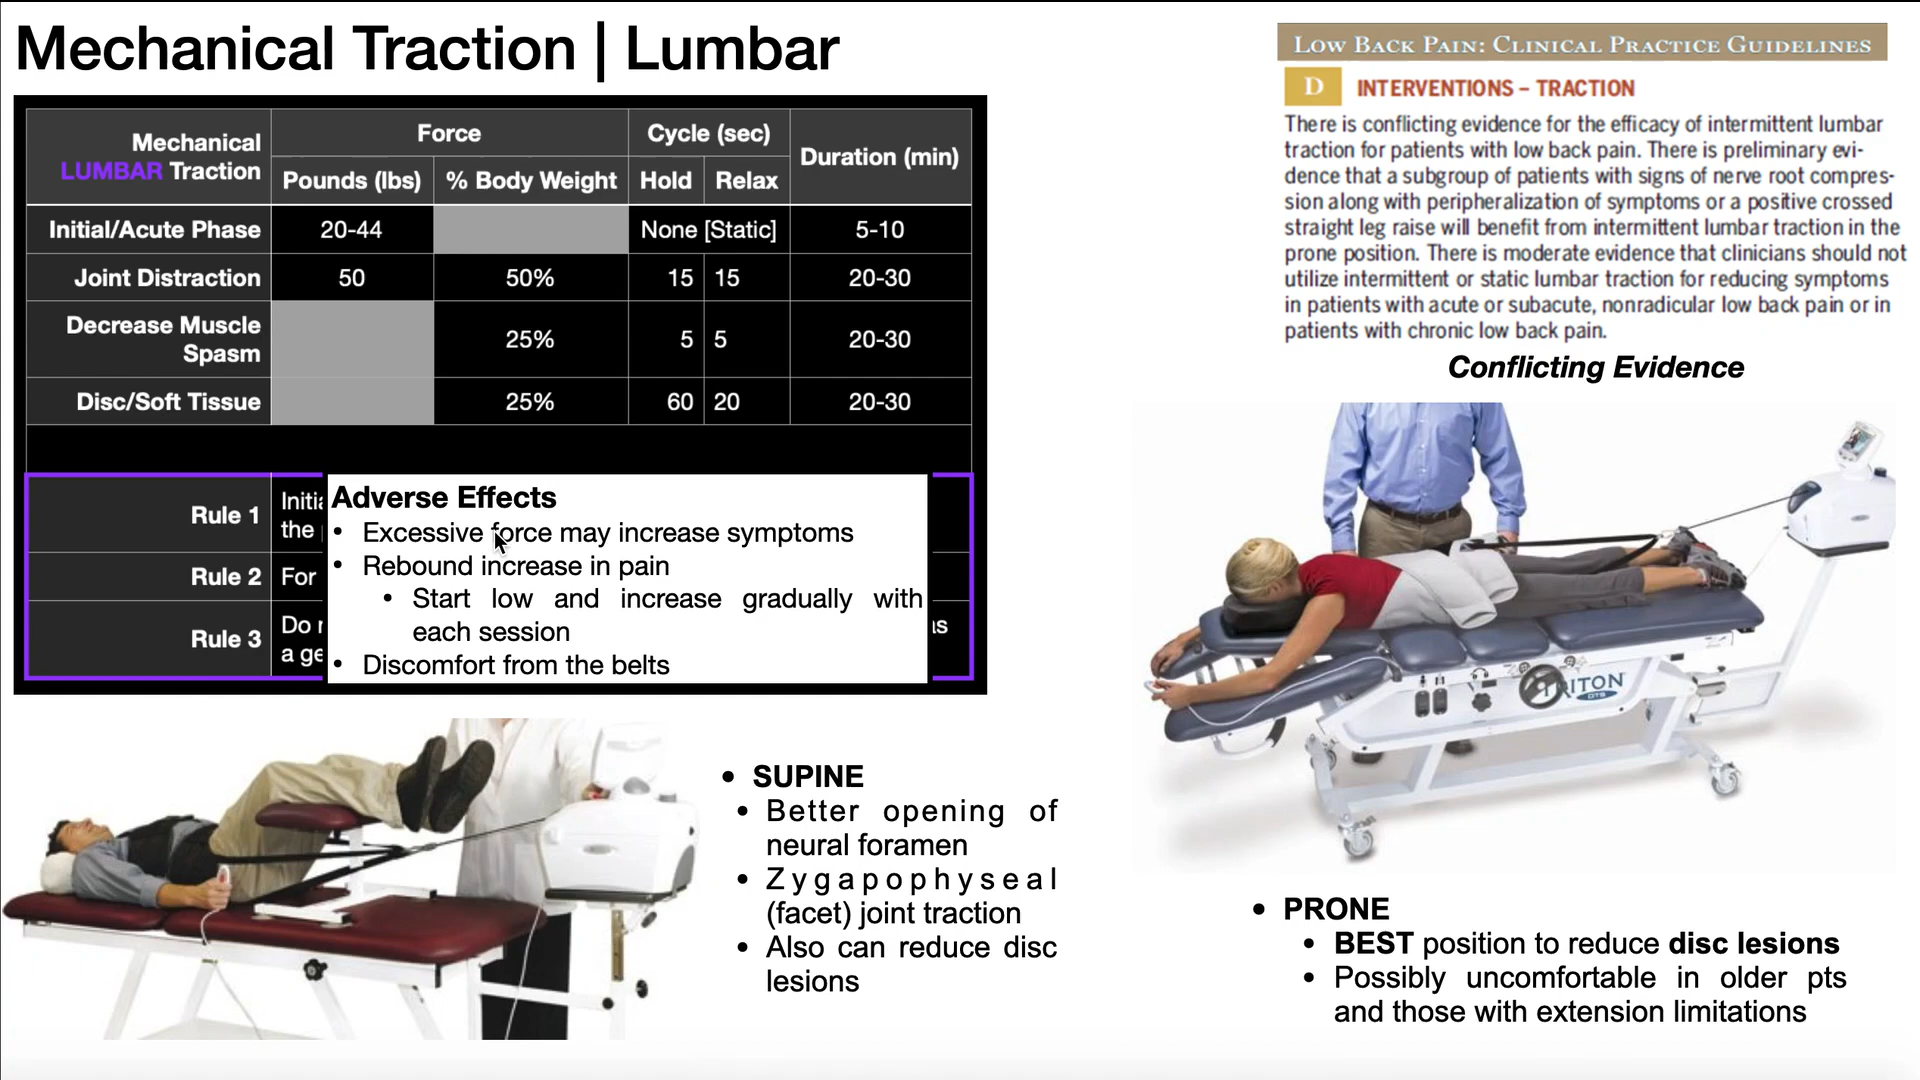 Mechanical Traction | Lumbar
Mechanical
LUMBAR Traction
Force
Cycle (sec)
Duration (min)
Pounds (lbs)
% Body Weight
Hold
Relax
Initial/Acute Phase
20-44
None [Static]
5-10
Joint Distraction
50
50%
15
15
20-30
Decrease Muscle
Spasm
25%
5
5
20-30
Disc/Soft Tissue
25%
60
20
20-30
Rule 1
the
Rule 2
For
Rule 3
Do
a
Adverse Effects
• Excessive force may increase symptoms
• Rebound increase in pain
• Start low and increase gradually with
each session
• Discomfort from the belts
LOW BACK PAIN: CLINICAL PRACTICE GUIDELINES
D
INTERVENTIONS – TRACTION
There is conflicting evidence for the efficacy of intermittent lumbar
traction for patients with low back pain. There is preliminary evi-
dence that a subgroup of patients with signs of nerve root compres-
sion along with peripheralization of symptoms or a positive crossed
straight leg raise will benefit from intermittent lumbar traction in the
prone position. There is moderate evidence that clinicians should not
utilize intermittent or static lumbar traction for reducing symptoms
in patients with acute or subacute, nonradicular low back pain or in
patients with chronic low back pain.
Conflicting Evidence
TRITON
DTS
• SUPINE
• Better opening of
neural foramen
• Zygapophyseal
(facet) joint traction
• Also can reduce disc
lesions
• PRONE
• BEST position to reduce disc lesions
• Possibly uncomfortable in older pts
and those with extension limitations